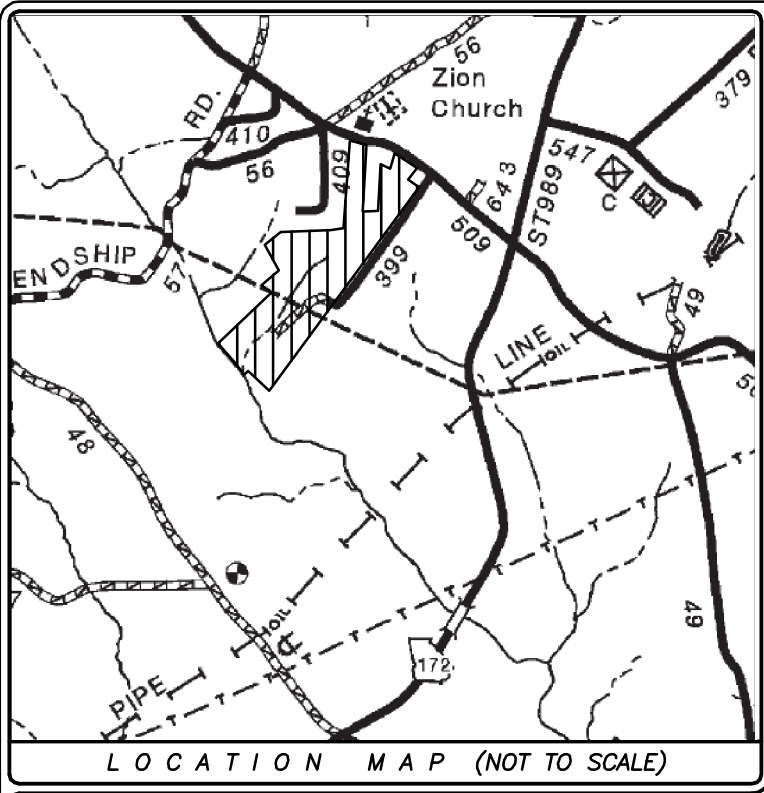 56
Zion
Church
379
RD.
410
56
409
547
C
643
ST989
509
399
ENDSHIP
57
49
LINE
OIL
48
OIL
49
172
PIPE
LOCATION MAP (NOT TO SCALE)